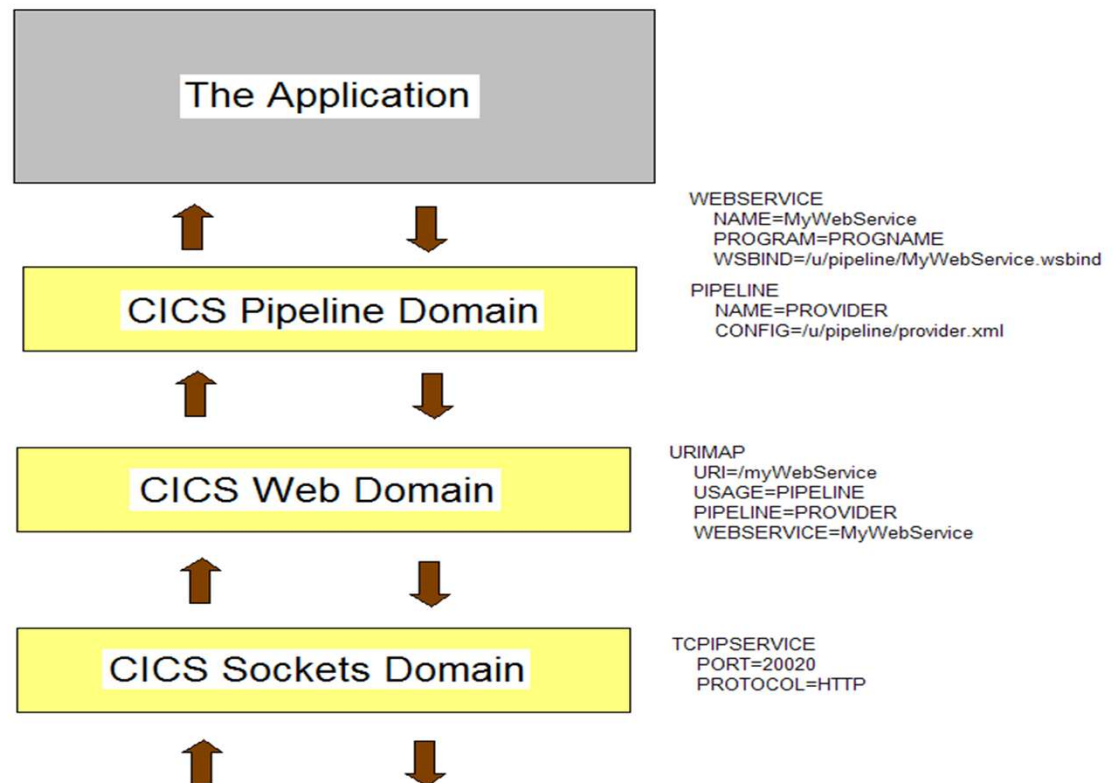 The Application
WEBSERVICE
NAME=MyWebService
PROGRAM=PROGNAME
WSBIND=/u/pipeline/MyWebService.wsbind
CICS Pipeline Domain
PIPELINE
NAME=PROVIDER
CONFIG=/u/pipeline/provider.xml
CICS Web Domain
URIMAP
URI=/myWebService
USAGE=PIPELINE
PIPELINE=PROVIDER
WEBSERVICE=MyWebService
CICS Sockets Domain
TCPIPSERVICE
PORT=20020
PROTOCOL=HTTP